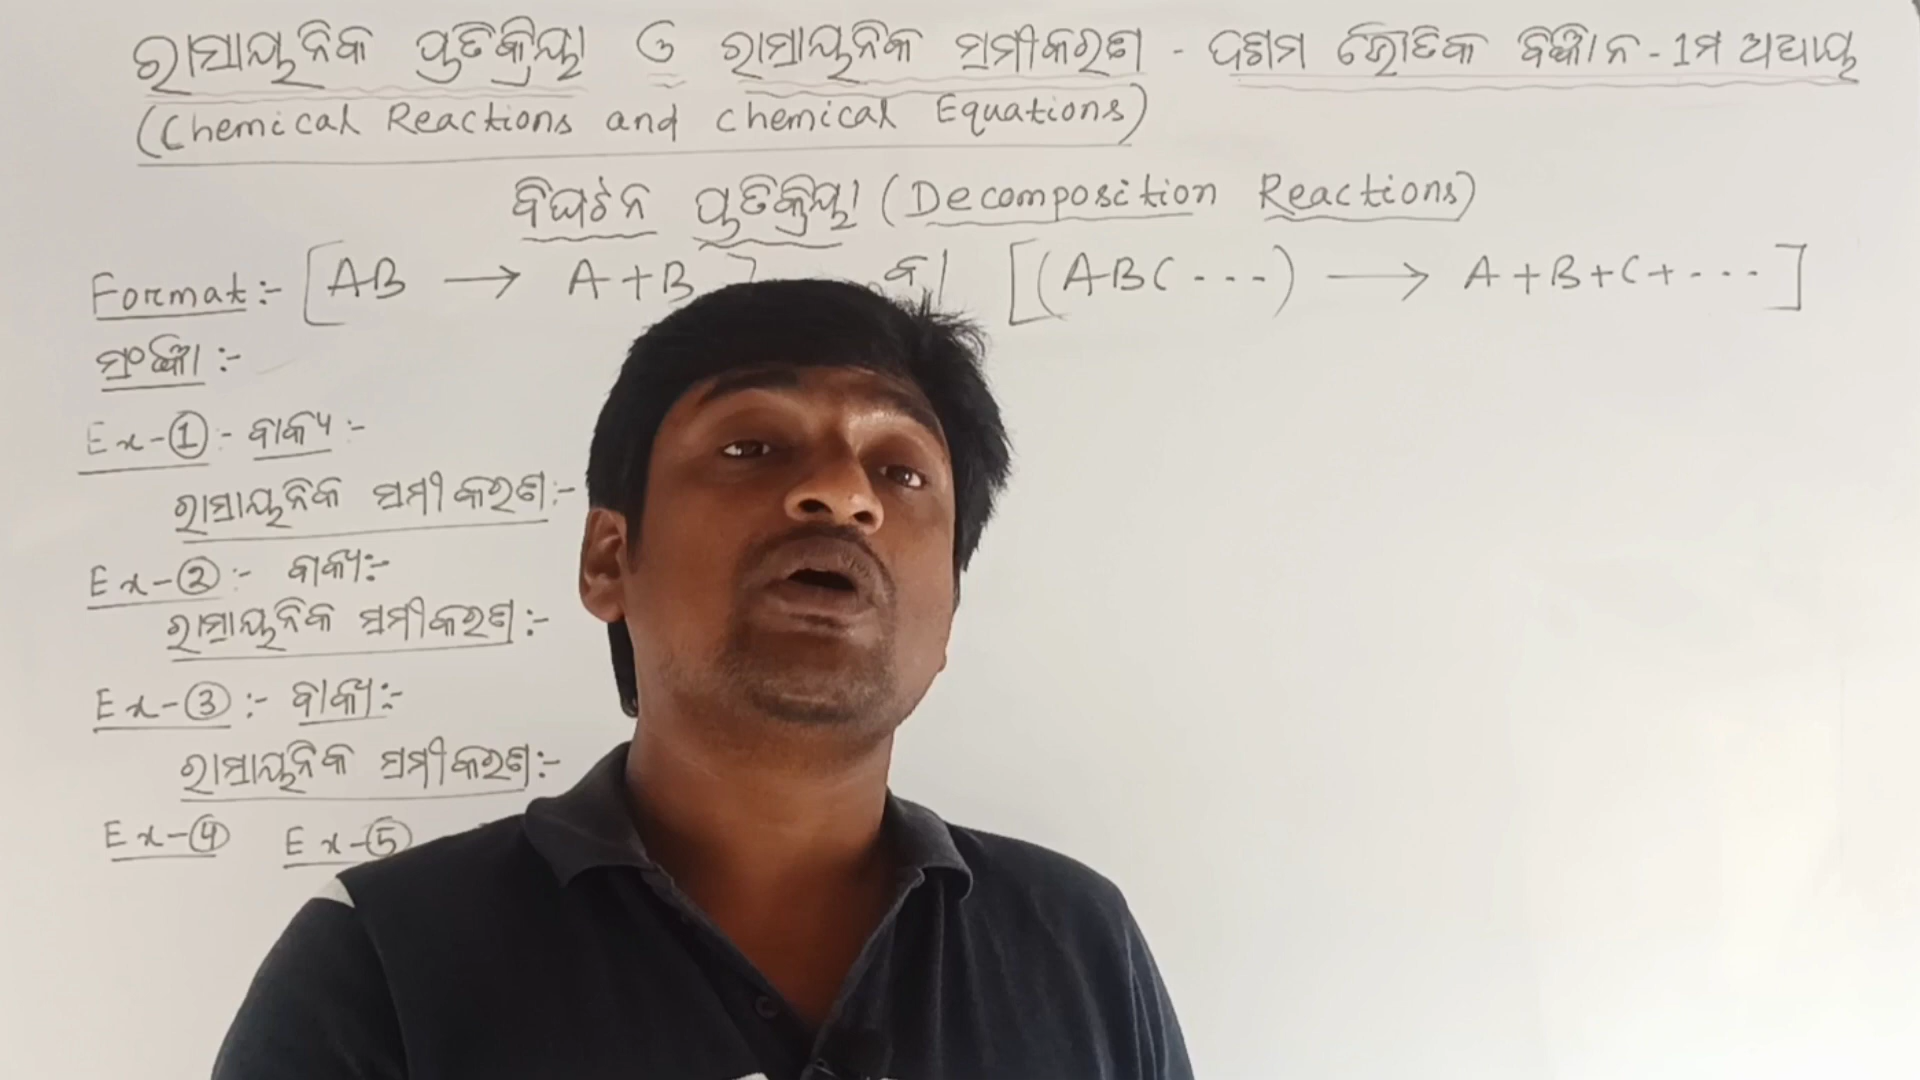 ରାସାୟନିକ ପ୍ରତିକ୍ରିୟା ଓ ରାସାୟନିକ ସମୀକରଣ - ଦଶମ ଭୌତିକ ବିଜ୍ଞାନ - 1ମ ଅଧ୍ୟାୟ
(Chemical Reactions and chemical Equations)
ବିଘଟନ ପ୍ରତିକ୍ରିୟା (Decomposition Reactions)
Format:- [AB → A+B] ବା [(ABC ---) → A+B+C+ ---]
ସଂଜ୍ଞା :-
Ex-①:- ବାକ୍ୟ :-
ରାସାୟନିକ ସମୀକରଣ:-
Ex-②:- ବାକ୍ୟ:-
ରାସାୟନିକ ସମୀକରଣ:-
Ex-③:- ବାକ୍ୟ:-
ରାସାୟନିକ ସମୀକରଣ:-
Ex-④ Ex-⑤